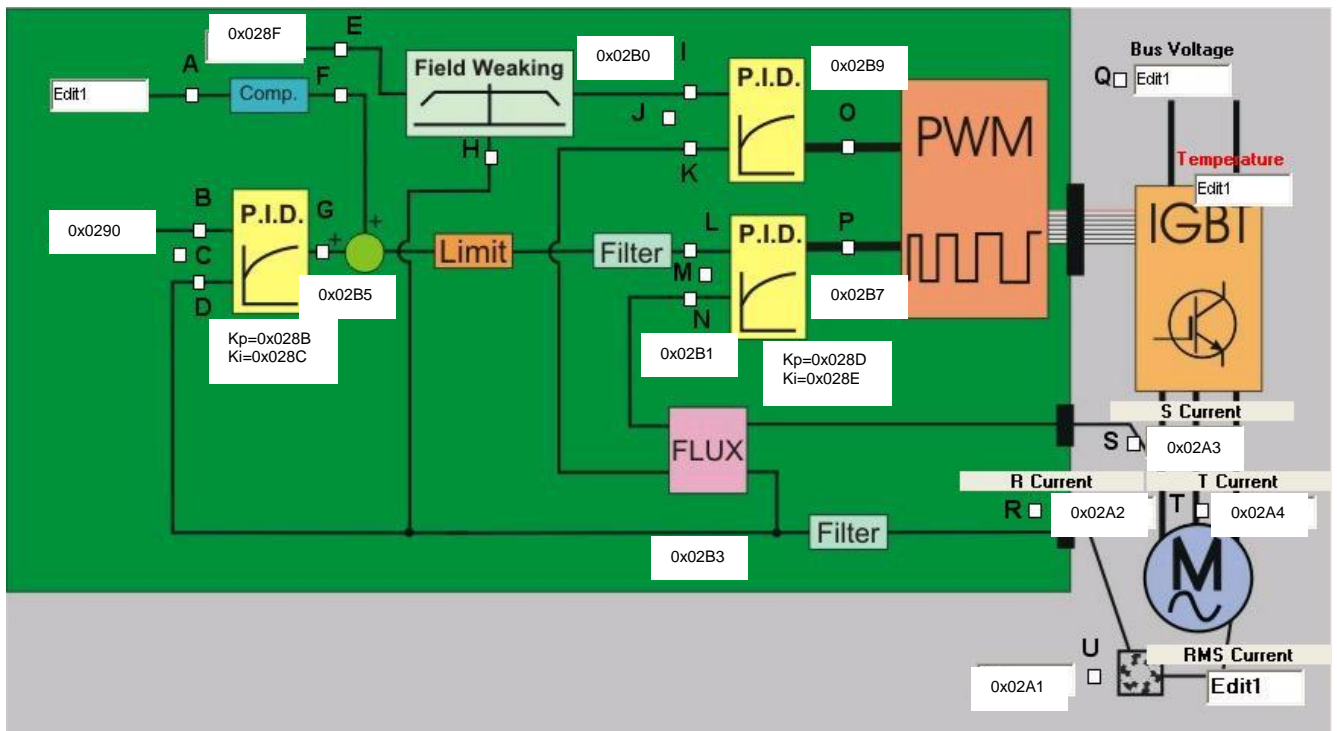 0x028F
E
Bus Voltage
A
F
Field Weaking
0x02B0
I
P.I.D.
0x02B9
Q
Edit1
Edit1
Comp.
J
O
PWM
H
K
Temperature
Edit1
B
P.I.D.
G
+
L
P.I.D.
P
IGBT
0x0290
C
+
Limit
Filter
M
D
0x02B5
N
0x02B7
Kp=0x028B
Ki=0x028C
0x02B1
Kp=0x028D
Ki=0x028E
S Current
FLUX
S
0x02A3
R Current
T Current
R
0x02A2
T
0x02A4
Filter
0x02B3
M
U
RMS Current
0x02A1
Edit1